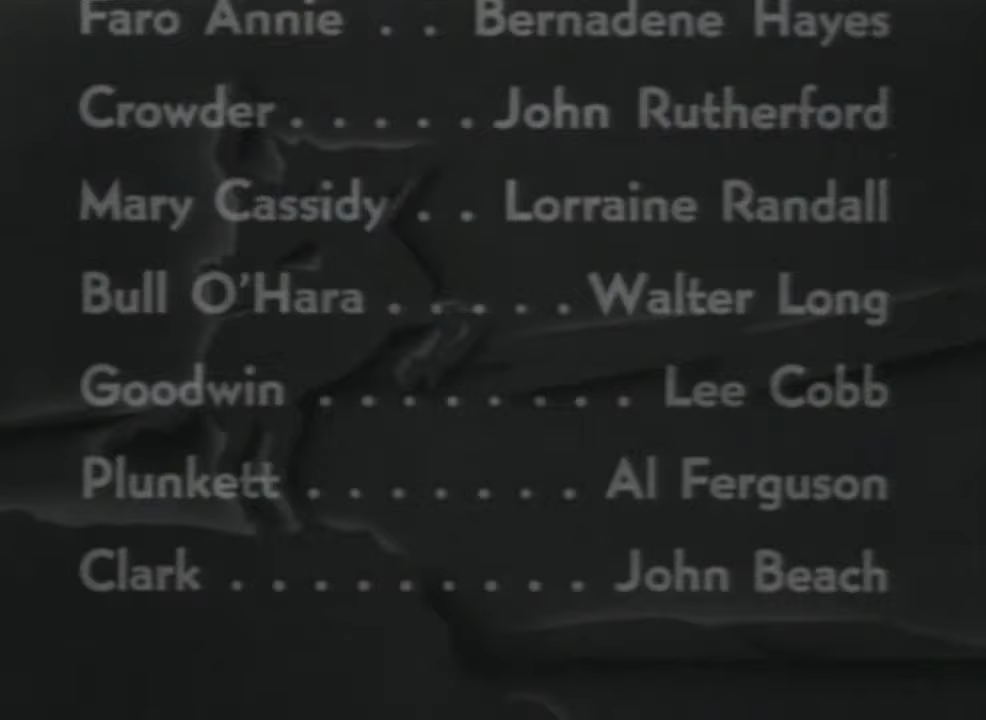 Faro Annie . . Bernadene Hayes
Crowder . . . . . John Rutherford
Mary Cassidy . . Lorraine Randall
Bull O'Hara . . . . . Walter Long
Goodwin . . . . . . . . Lee Cobb
Plunkett . . . . . . . Al Ferguson
Clark . . . . . . . . . John Beach